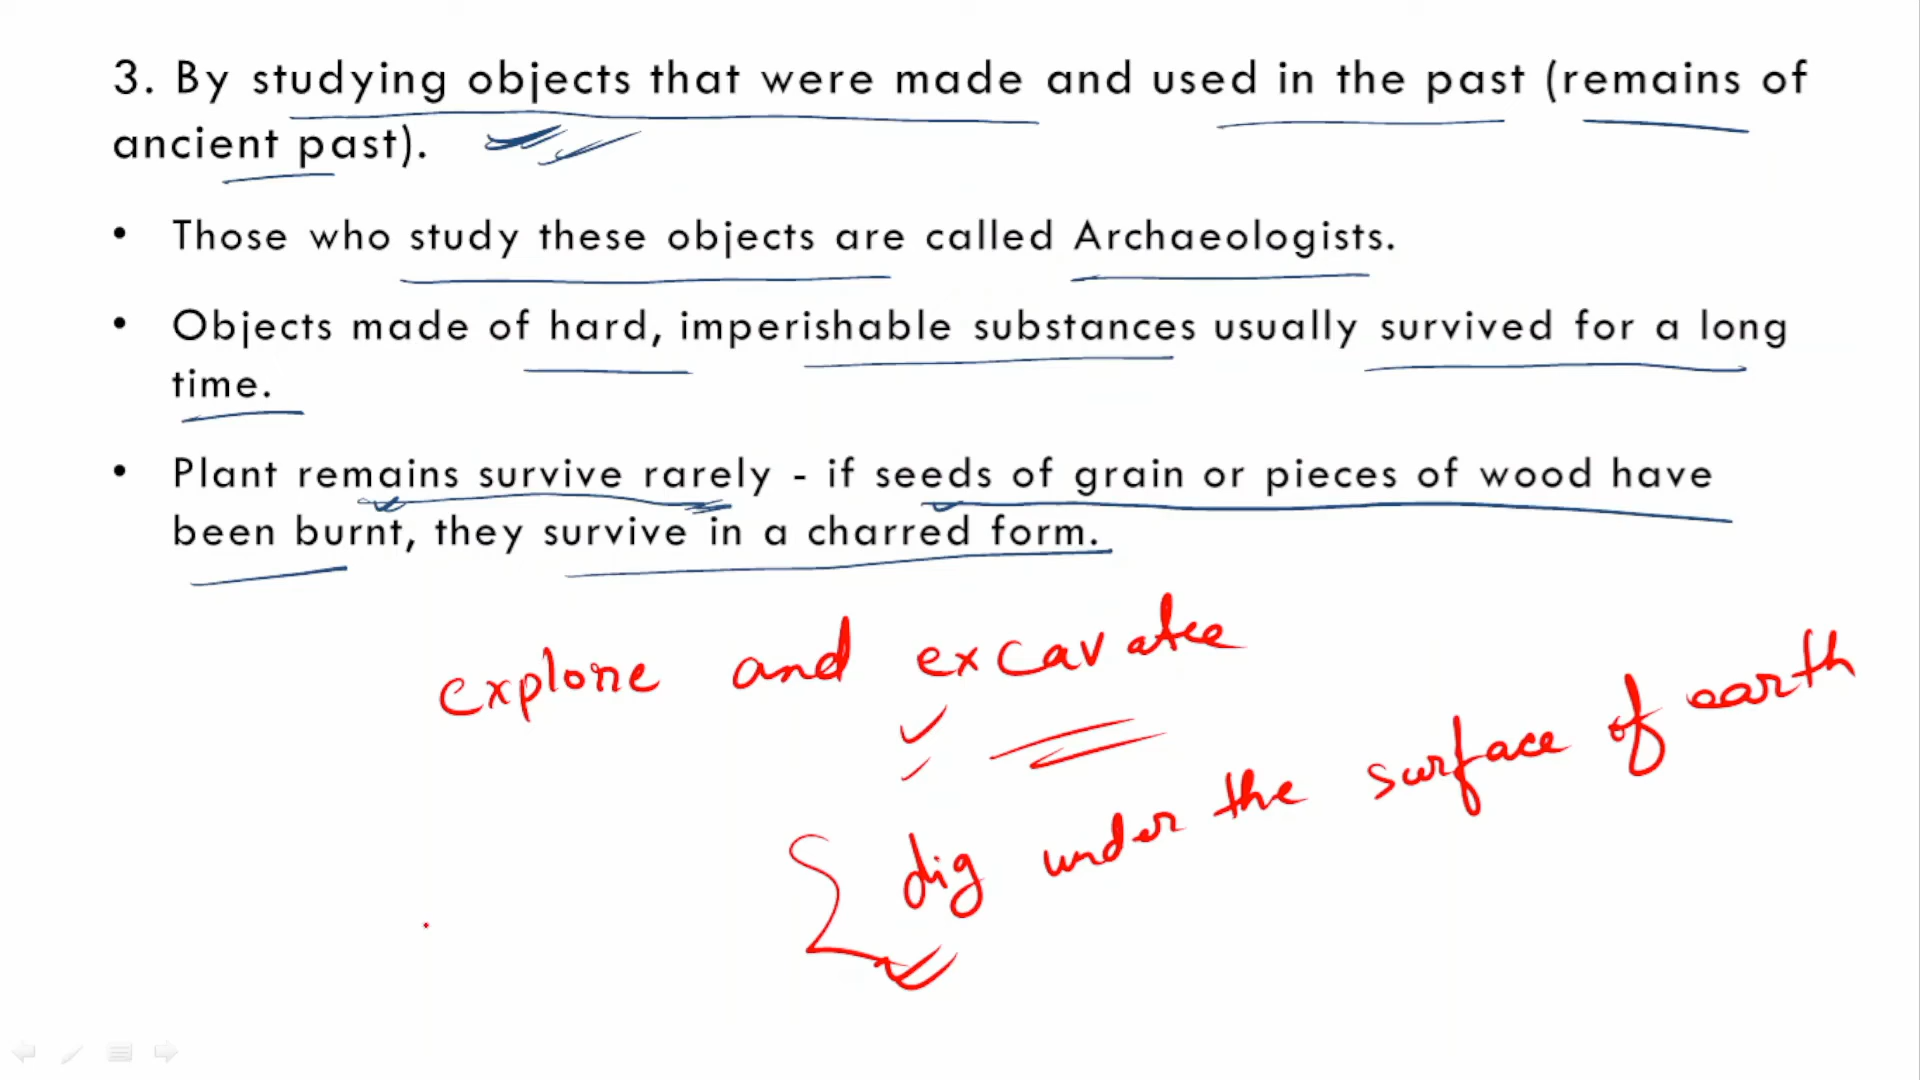 3. By studying objects that were made and used in the past (remains of
ancient past).
• Those who study these objects are called Archaeologists.
• Objects made of hard, imperishable substances usually survived for a long
time.
• Plant remains survive rarely - if seeds of grain or pieces of wood have
been burnt, they survive in a charred form.
explore and excavate
dig under the surface of earth